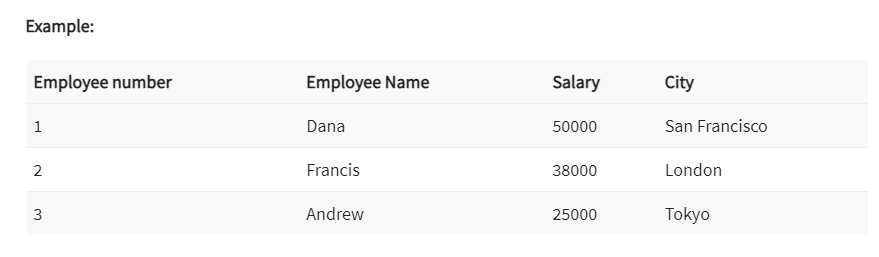 Example:
Employee number Employee Name Salary City
1 Dana 50000 San Francisco
2 Francis 38000 London
3 Andrew 25000 Tokyo